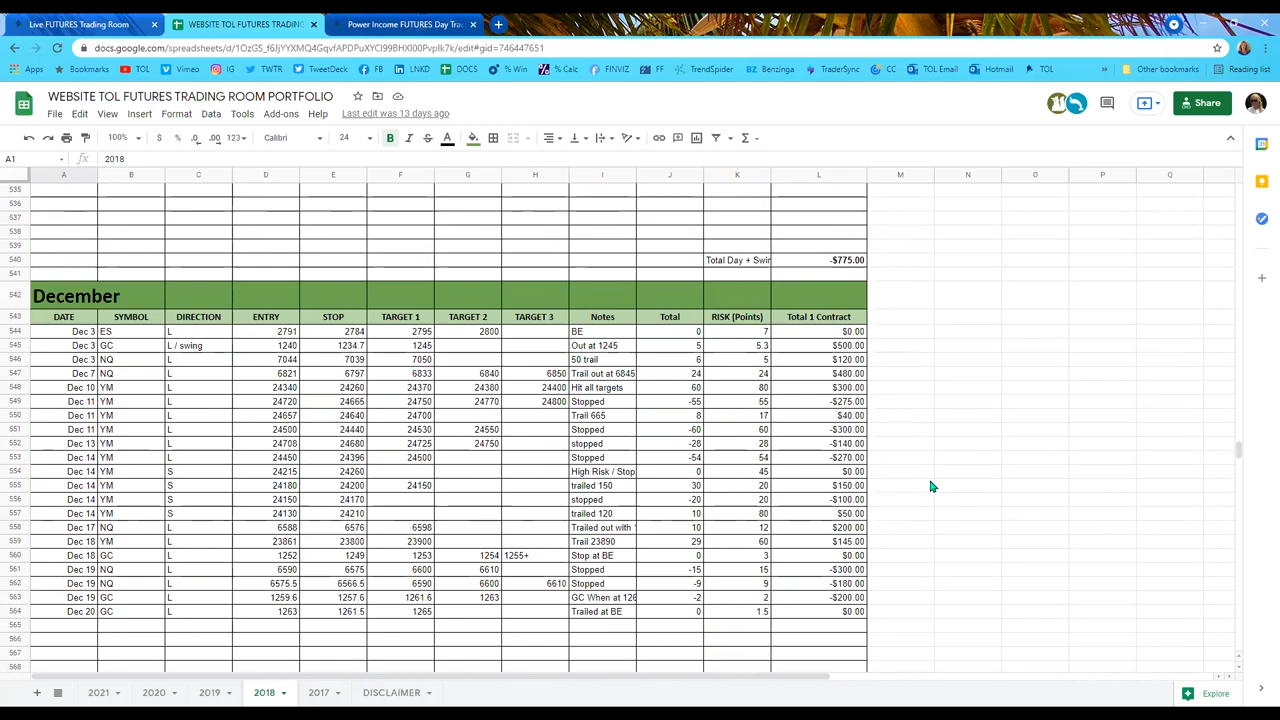 Live FUTURES Trading Room × WEBSITE TOL FUTURES TRADING × Power Income FUTURES Day Tra × +
docs.google.com/spreadsheets/d/1OzGS_f6JjYYXMQ4GqvfAPDPuXYCl99BHXl00Pvplk7k/edit#gid=746447651
Apps Bookmarks TOL Vimeo IG TWTR TweetDeck FB LNKD DOCS % Win % Calc FINVIZ FF TrendSpider Benzinga TraderSync CC TOL Email Hotmail TOL » Other bookmarks Reading list
WEBSITE TOL FUTURES TRADING ROOM PORTFOLIO
File Edit View Insert Format Data Tools Add-ons Help Last edit was 13 days ago Share
100% $ % .0 .00 123 Calibri 24 B I S A
A1 fx 2018
A B C D E F G H I J K L M N O P Q
535
536
537
538
539
540 Total Day + Swin -$775.00
541
542 December
543 DATE SYMBOL DIRECTION ENTRY STOP TARGET 1 TARGET 2 TARGET 3 Notes Total RISK (Points) Total 1 Contract
544 Dec 3 ES L 2791 2784 2795 2800 BE 0 7 $0.00
545 Dec 3 GC L / swing 1240 1234.7 1245 Out at 1245 5 5.3 $500.00
546 Dec 3 NQ L 7044 7039 7050 50 trail 6 5 $120.00
547 Dec 7 NQ L 6821 6797 6833 6840 6850 Trail out at 6845 24 24 $480.00
548 Dec 10 YM L 24340 24260 24370 24380 24400 Hit all targets 60 80 $300.00
549 Dec 11 YM L 24720 24665 24750 24770 24800 Stopped -55 55 -$275.00
550 Dec 11 YM L 24657 24640 24700 Trail 665 8 17 $40.00
551 Dec 11 YM L 24500 24440 24530 24550 Stopped -60 60 -$300.00
552 Dec 13 YM L 24708 24680 24725 24750 stopped -28 28 -$140.00
553 Dec 14 YM L 24450 24396 24500 Stopped -54 54 -$270.00
554 Dec 14 YM S 24215 24260 High Risk / Stop 0 45 $0.00
555 Dec 14 YM S 24180 24200 24150 trailed 150 30 20 $150.00
556 Dec 14 YM S 24150 24170 stopped -20 20 -$100.00
557 Dec 14 YM S 24130 24210 trailed 120 10 80 $50.00
558 Dec 17 NQ L 6588 6576 6598 Trailed out with 10 12 $200.00
559 Dec 18 YM L 23861 23800 23900 Trail 23890 29 60 $145.00
560 Dec 18 GC L 1252 1249 1253 1254 1255+ Stop at BE 0 3 $0.00
561 Dec 19 NQ L 6590 6575 6600 6610 Stopped -15 15 -$300.00
562 Dec 19 NQ L 6575.5 6566.5 6590 6600 6610 Stopped -9 9 -$180.00
563 Dec 19 GC L 1259.6 1257.6 1261.6 1263 GC When at 126 -2 2 -$200.00
564 Dec 20 GC L 1263 1261.5 1265 Trailed at BE 0 1.5 $0.00
565
566
567
568
+ 2021 2020 2019 2018 2017 DISCLAIMER Explore